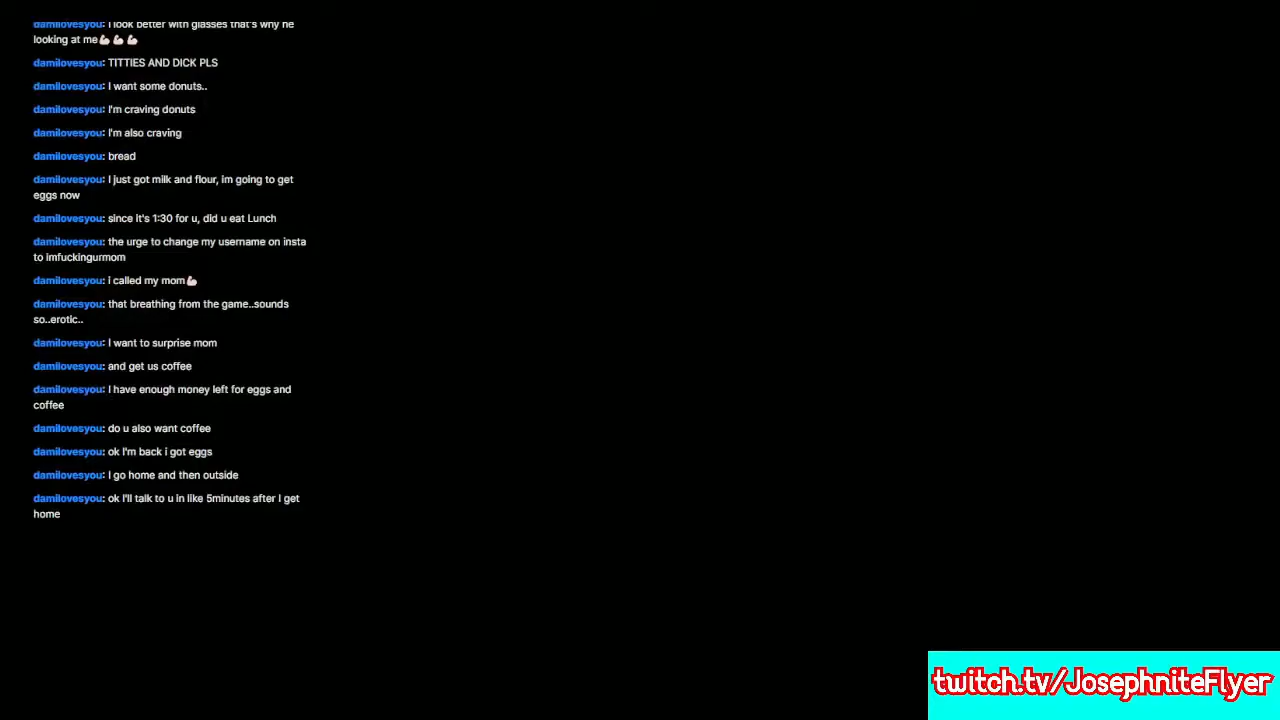 damilovesyou: I look better with glasses that's why he
looking at me💪🏻💪🏻💪🏻
damilovesyou: TITTIES AND DICK PLS
damilovesyou: I want some donuts..
damilovesyou: I'm craving donuts
damilovesyou: I'm also craving
damilovesyou: bread
damilovesyou: I just got milk and flour, im going to get
eggs now
damilovesyou: since it's 1:30 for u, did u eat Lunch
damilovesyou: the urge to change my username on insta
to imfuckingurmom
damilovesyou: i called my mom💪🏻
damilovesyou: that breathing from the game..sounds
so..erotic..
damilovesyou: I want to surprise mom
damilovesyou: and get us coffee
damilovesyou: I have enough money left for eggs and
coffee
damilovesyou: do u also want coffee
damilovesyou: ok I'm back i got eggs
damilovesyou: I go home and then outside
damilovesyou: ok I'll talk to u in like 5minutes after I get
home
twitch.tv/JosephniteFlyer